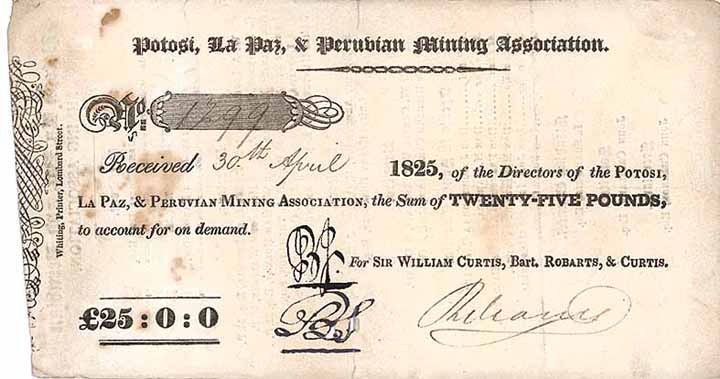 Potosi, La Paz, & Peruvian Mining Association.
No. 1299
Received 30th April 1825, of the Directors of the POTOSI,
LA PAZ, & PERUVIAN MINING ASSOCIATION, the Sum of TWENTY-FIVE POUNDS,
to account for on demand.
For SIR WILLIAM CURTIS, Bart. ROBARTS, & CURTIS.
£25:0:0
Whiting, Printer, Lombard Street.